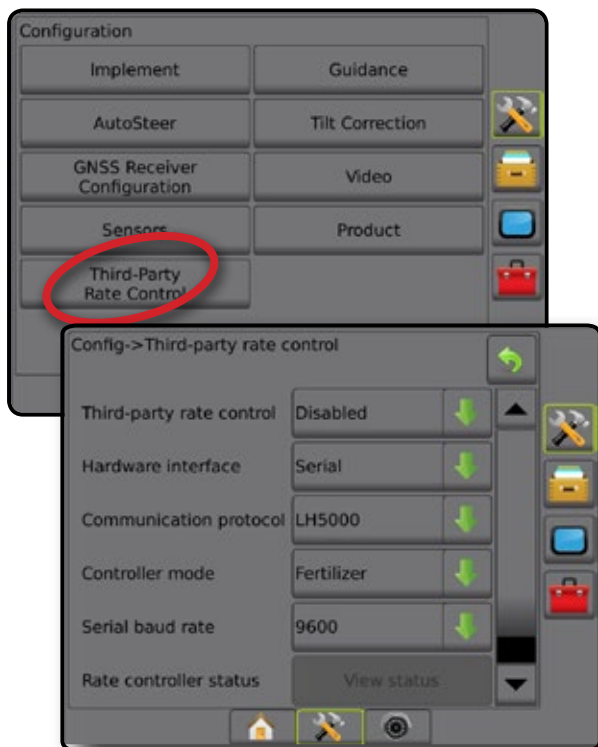 Configuration
Implement
Guidance
AutoSteer
Tilt Correction
GNSS Receiver
Configuration
Video
Sensors
Product
Third-Party
Rate Control
Config->Third-party rate control
Third-party rate control
Disabled
Hardware interface
Serial
Communication protocol
LH5000
Controller mode
Fertilizer
Serial baud rate
9600
Rate controller status
View status